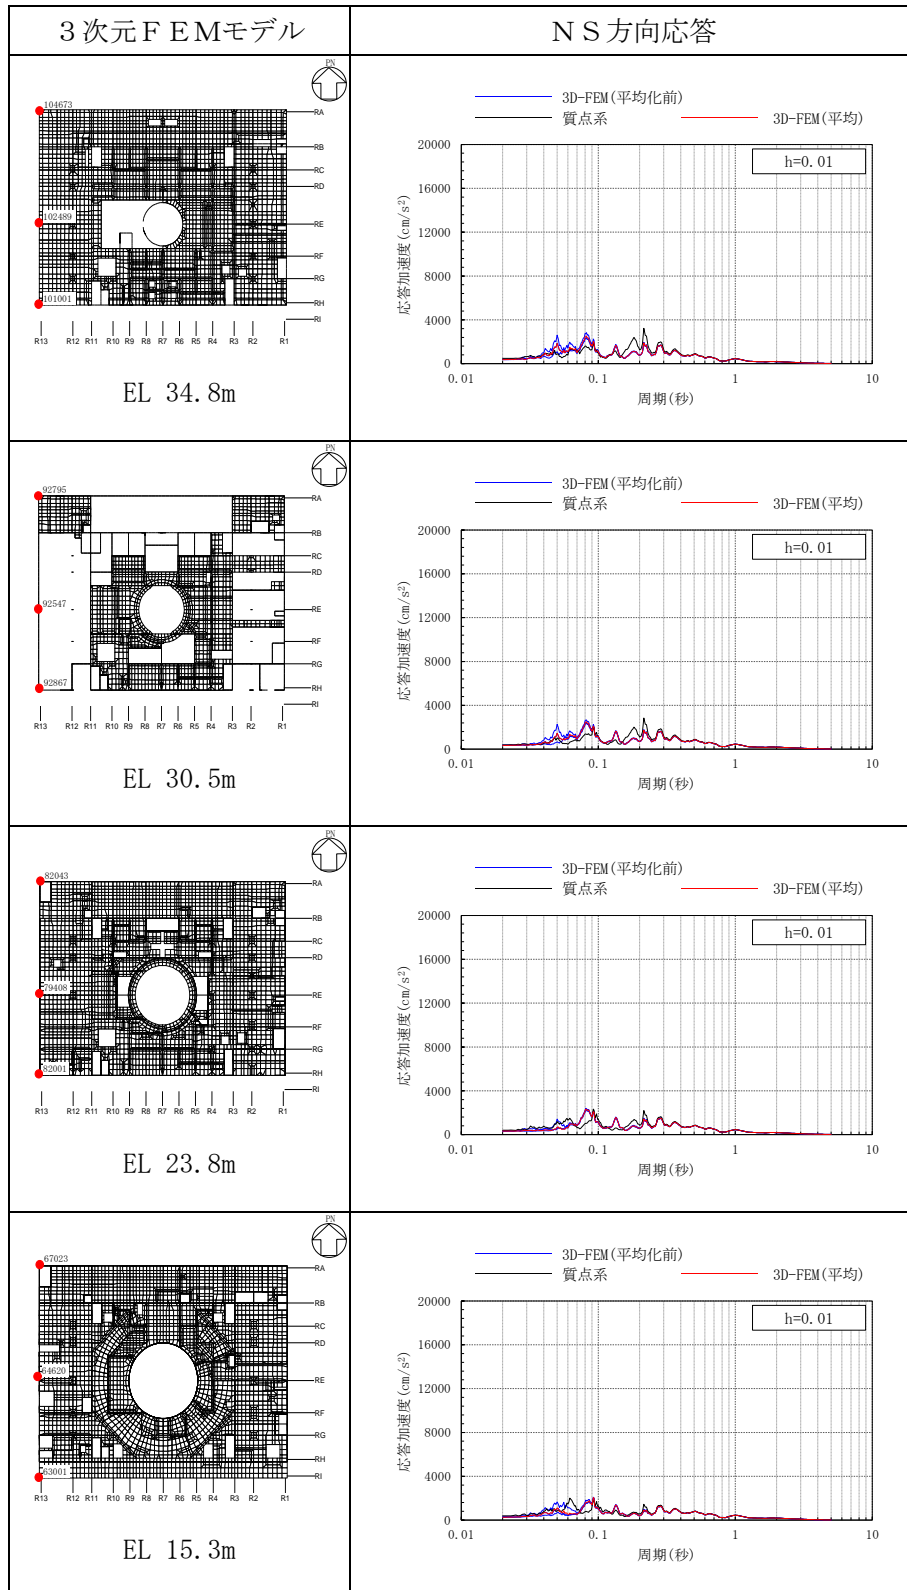 ３次元ＦＥＭモデル
ＮＳ方向応答
PN
104673
102489
101001
RA
RB
RC
RD
RE
RF
RG
RH
RI
R13 R12 R11 R10 R9 R8 R7 R6 R5 R4 R3 R2 R1
EL 34.8m
3D-FEM(平均化前)
質点系 3D-FEM(平均)
h=0.01
応答加速度(cm/s²)
20000
16000
12000
8000
4000
0
0.01 0.1 1 10
周期(秒)
PN
92795
92547
92867
RA
RB
RC
RD
RE
RF
RG
RH
RI
R13 R12 R11 R10 R9 R8 R7 R6 R5 R4 R3 R2 R1
EL 30.5m
3D-FEM(平均化前)
質点系 3D-FEM(平均)
h=0.01
応答加速度(cm/s²)
20000
16000
12000
8000
4000
0
0.01 0.1 1 10
周期(秒)
PN
82043
79408
82001
RA
RB
RC
RD
RE
RF
RG
RH
RI
R13 R12 R11 R10 R9 R8 R7 R6 R5 R4 R3 R2 R1
EL 23.8m
3D-FEM(平均化前)
質点系 3D-FEM(平均)
h=0.01
応答加速度(cm/s²)
20000
16000
12000
8000
4000
0
0.01 0.1 1 10
周期(秒)
PN
67023
64620
63001
RA
RB
RC
RD
RE
RF
RG
RH
RI
R13 R12 R11 R10 R9 R8 R7 R6 R5 R4 R3 R2 R1
EL 15.3m
3D-FEM(平均化前)
質点系 3D-FEM(平均)
h=0.01
応答加速度(cm/s²)
20000
16000
12000
8000
4000
0
0.01 0.1 1 10
周期(秒)